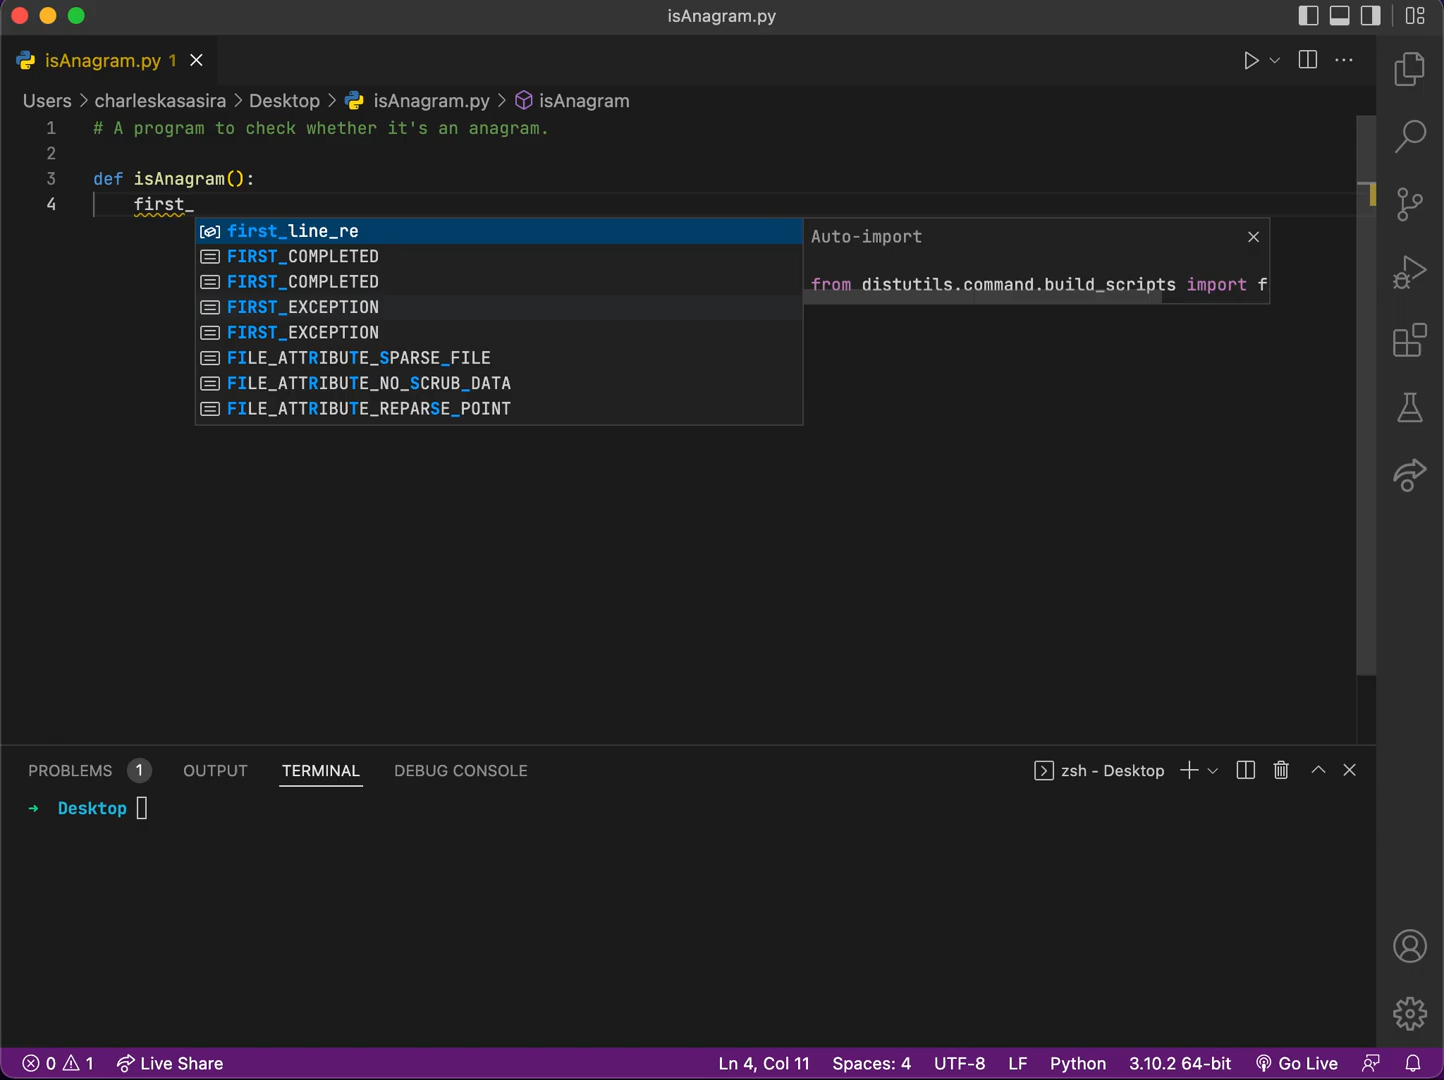 isAnagram.py
isAnagram.py 1
Users > charleskasasira > Desktop > isAnagram.py > isAnagram
1 # A program to check whether it's an anagram.
2
3 def isAnagram():
4 first_
first_line_re
FIRST_COMPLETED
FIRST_COMPLETED
FIRST_EXCEPTION
FIRST_EXCEPTION
FILE_ATTRIBUTE_SPARSE_FILE
FILE_ATTRIBUTE_NO_SCRUB_DATA
FILE_ATTRIBUTE_REPARSE_POINT
Auto-import
from distutils.command.build_scripts import f
PROBLEMS 1 OUTPUT TERMINAL DEBUG CONSOLE zsh - Desktop
→ Desktop
0 1 Live Share Ln 4, Col 11 Spaces: 4 UTF-8 LF Python 3.10.2 64-bit Go Live